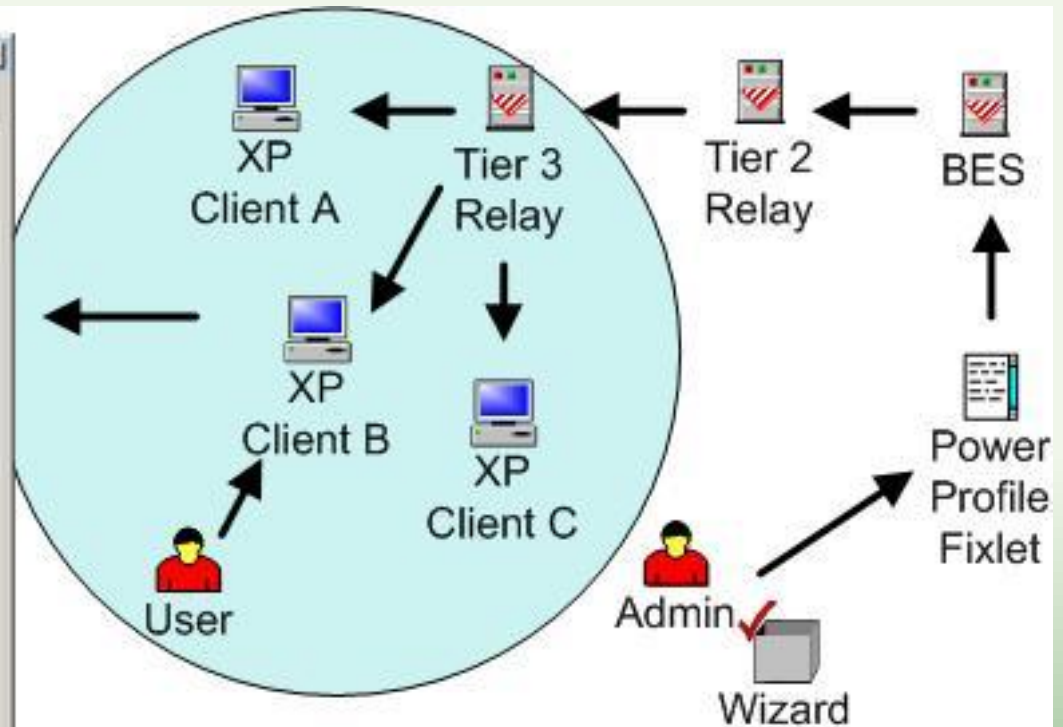 XP
Client A
Tier 3
Relay
Tier 2
Relay
BES
XP
Client B
XP
Client C
Power
Profile
Fixlet
User
Admin
Wizard